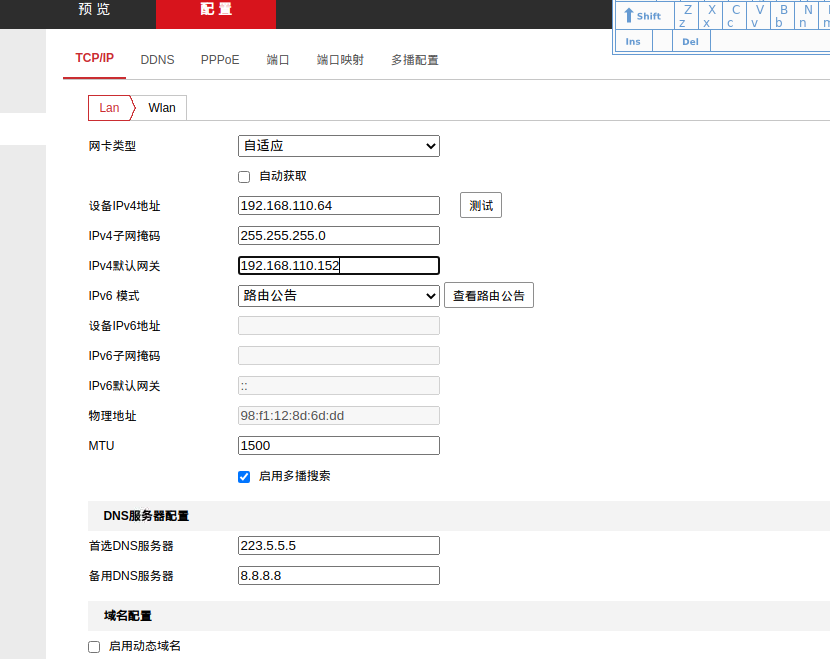 预 览
配 置
Shift
Z
X
C
V
B
N
z
x
c
v
b
n
Ins
Del
TCP/IP
DDNS
PPPoE
端口
端口映射
多播配置
Lan
Wlan
网卡类型
自适应
自动获取
设备IPv4地址
192.168.110.64
测试
IPv4子网掩码
255.255.255.0
IPv4默认网关
192.168.110.152
IPv6 模式
路由公告
查看路由公告
设备IPv6地址
IPv6子网掩码
IPv6默认网关
::
物理地址
98:f1:12:8d:6d:dd
MTU
1500
启用多播搜索
DNS服务器配置
首选DNS服务器
223.5.5.5
备用DNS服务器
8.8.8.8
域名配置
启用动态域名